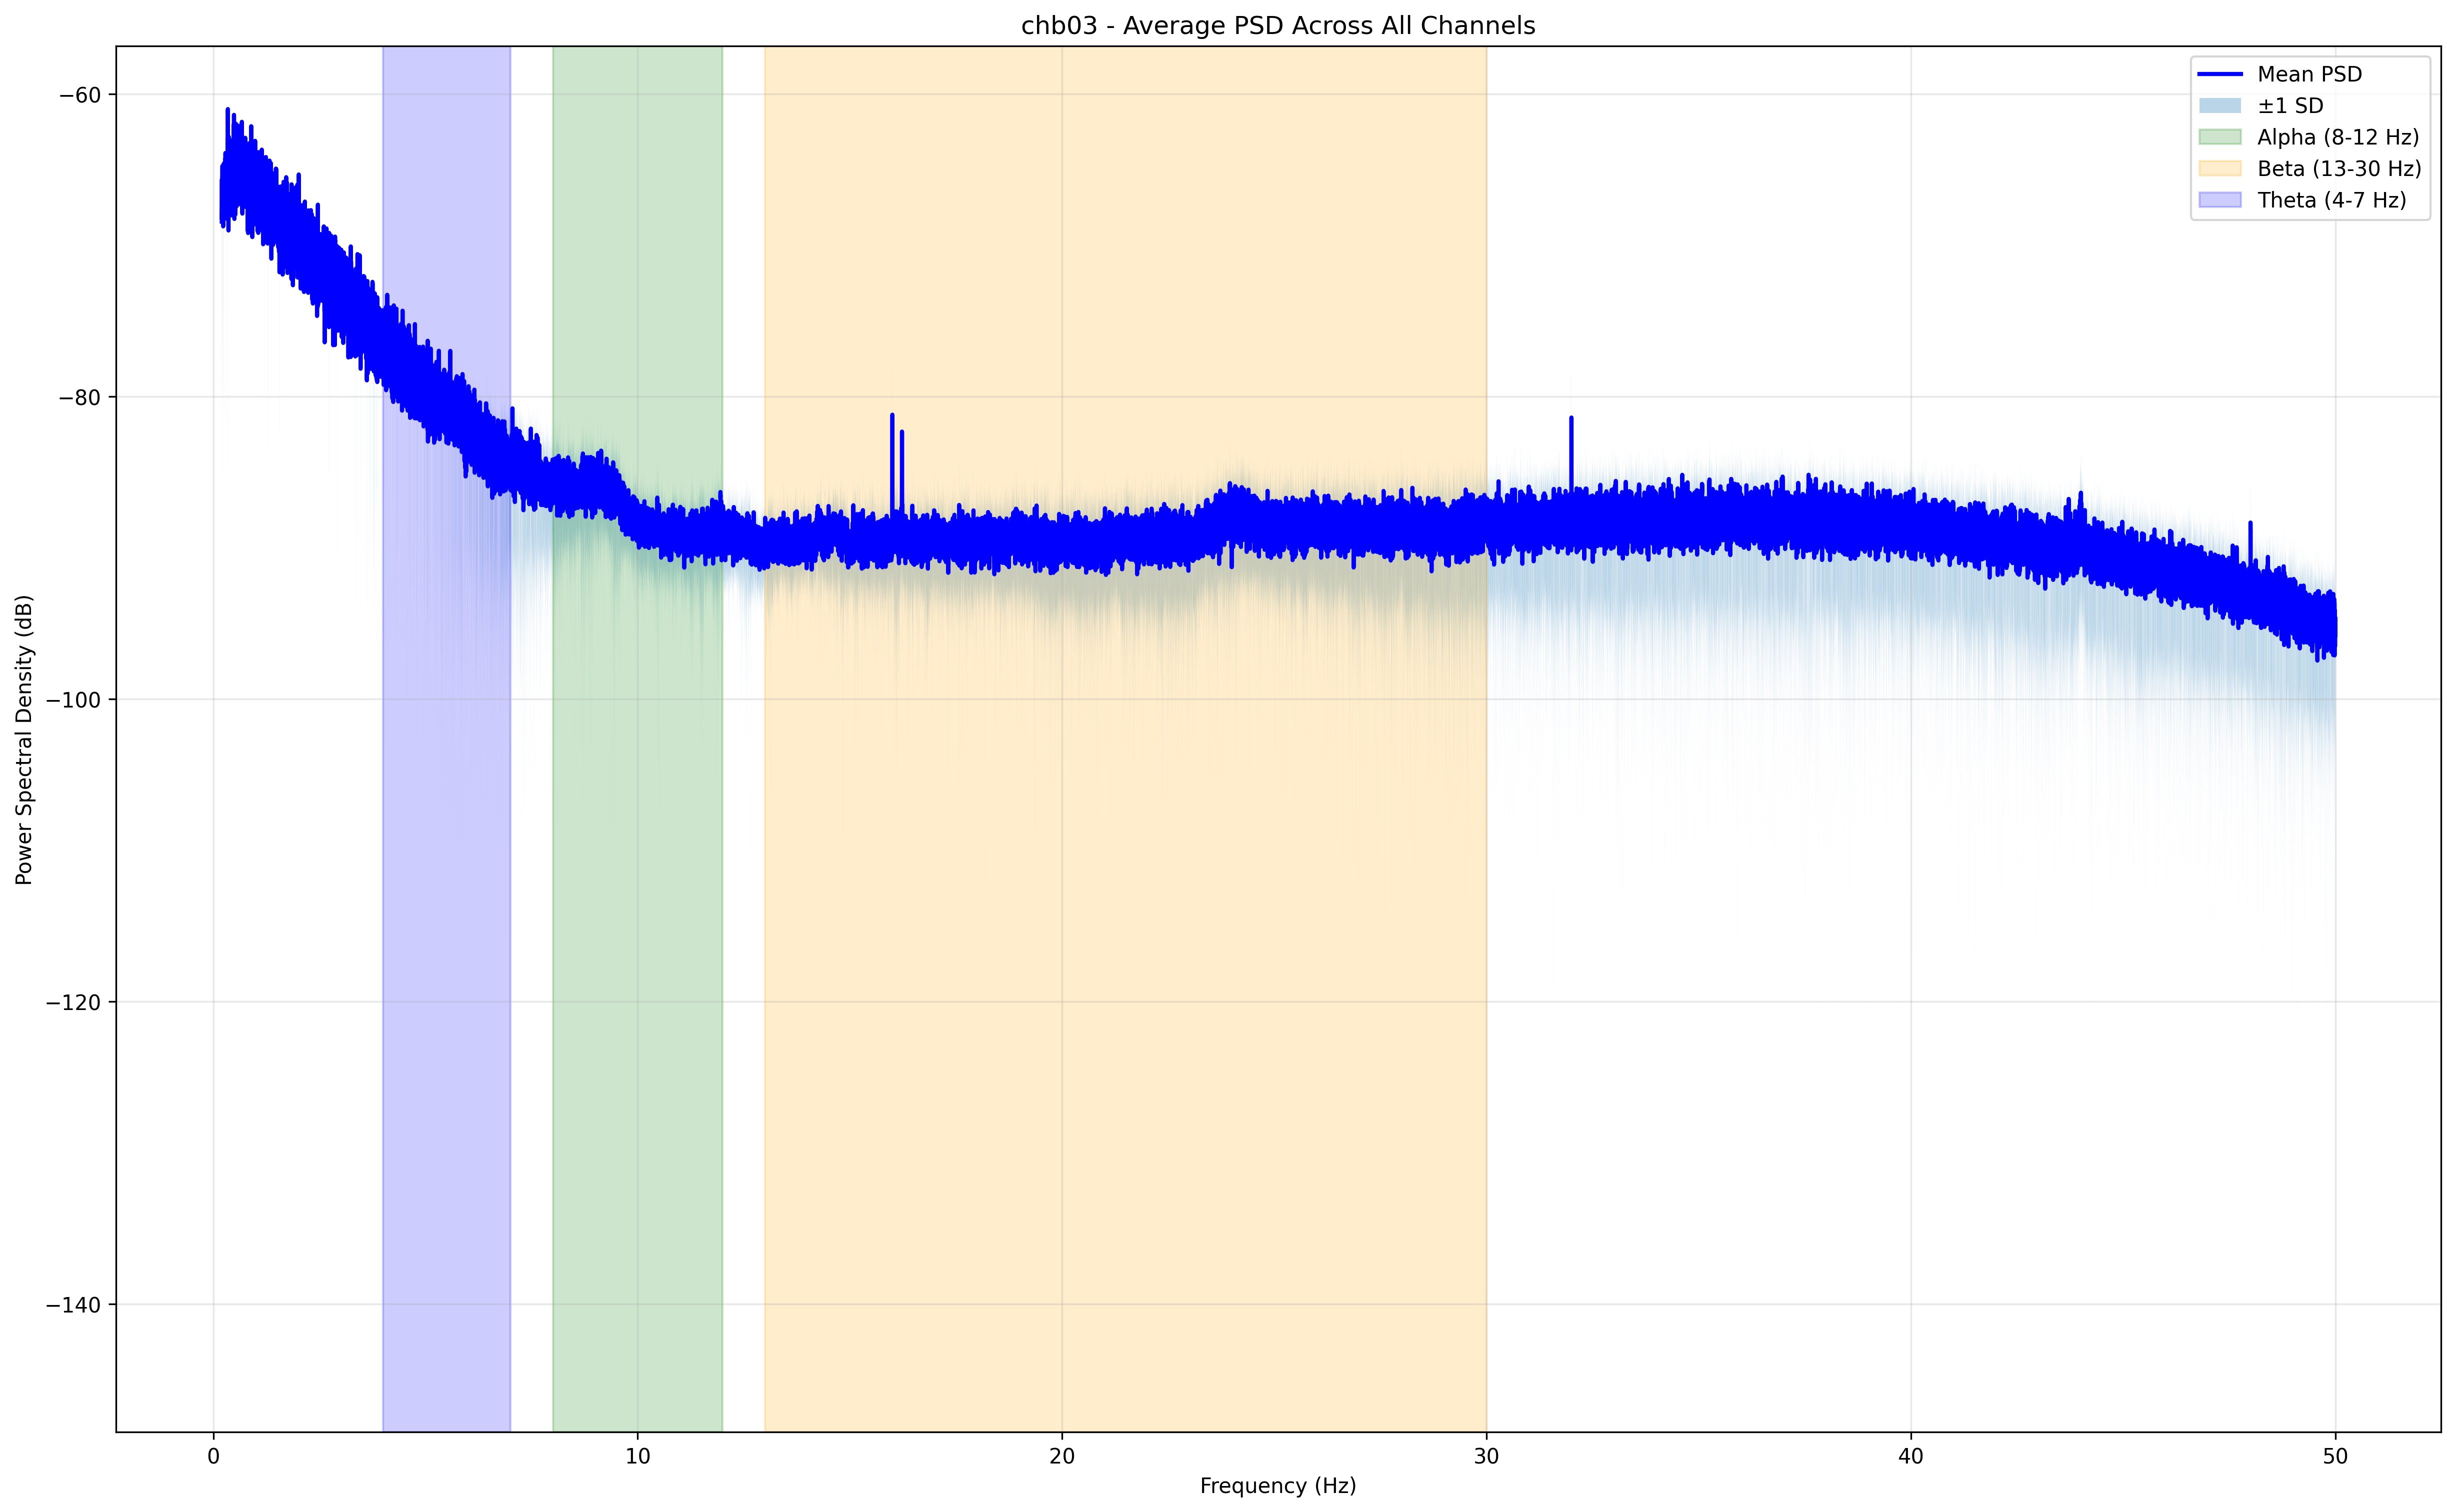 chb03 - Average PSD Across All Channels
Mean PSD
±1 SD
Alpha (8-12 Hz)
Beta (13-30 Hz)
Theta (4-7 Hz)
Power Spectral Density (dB)
−60
−80
−100
−120
−140
0 10 20 30 40 50
Frequency (Hz)